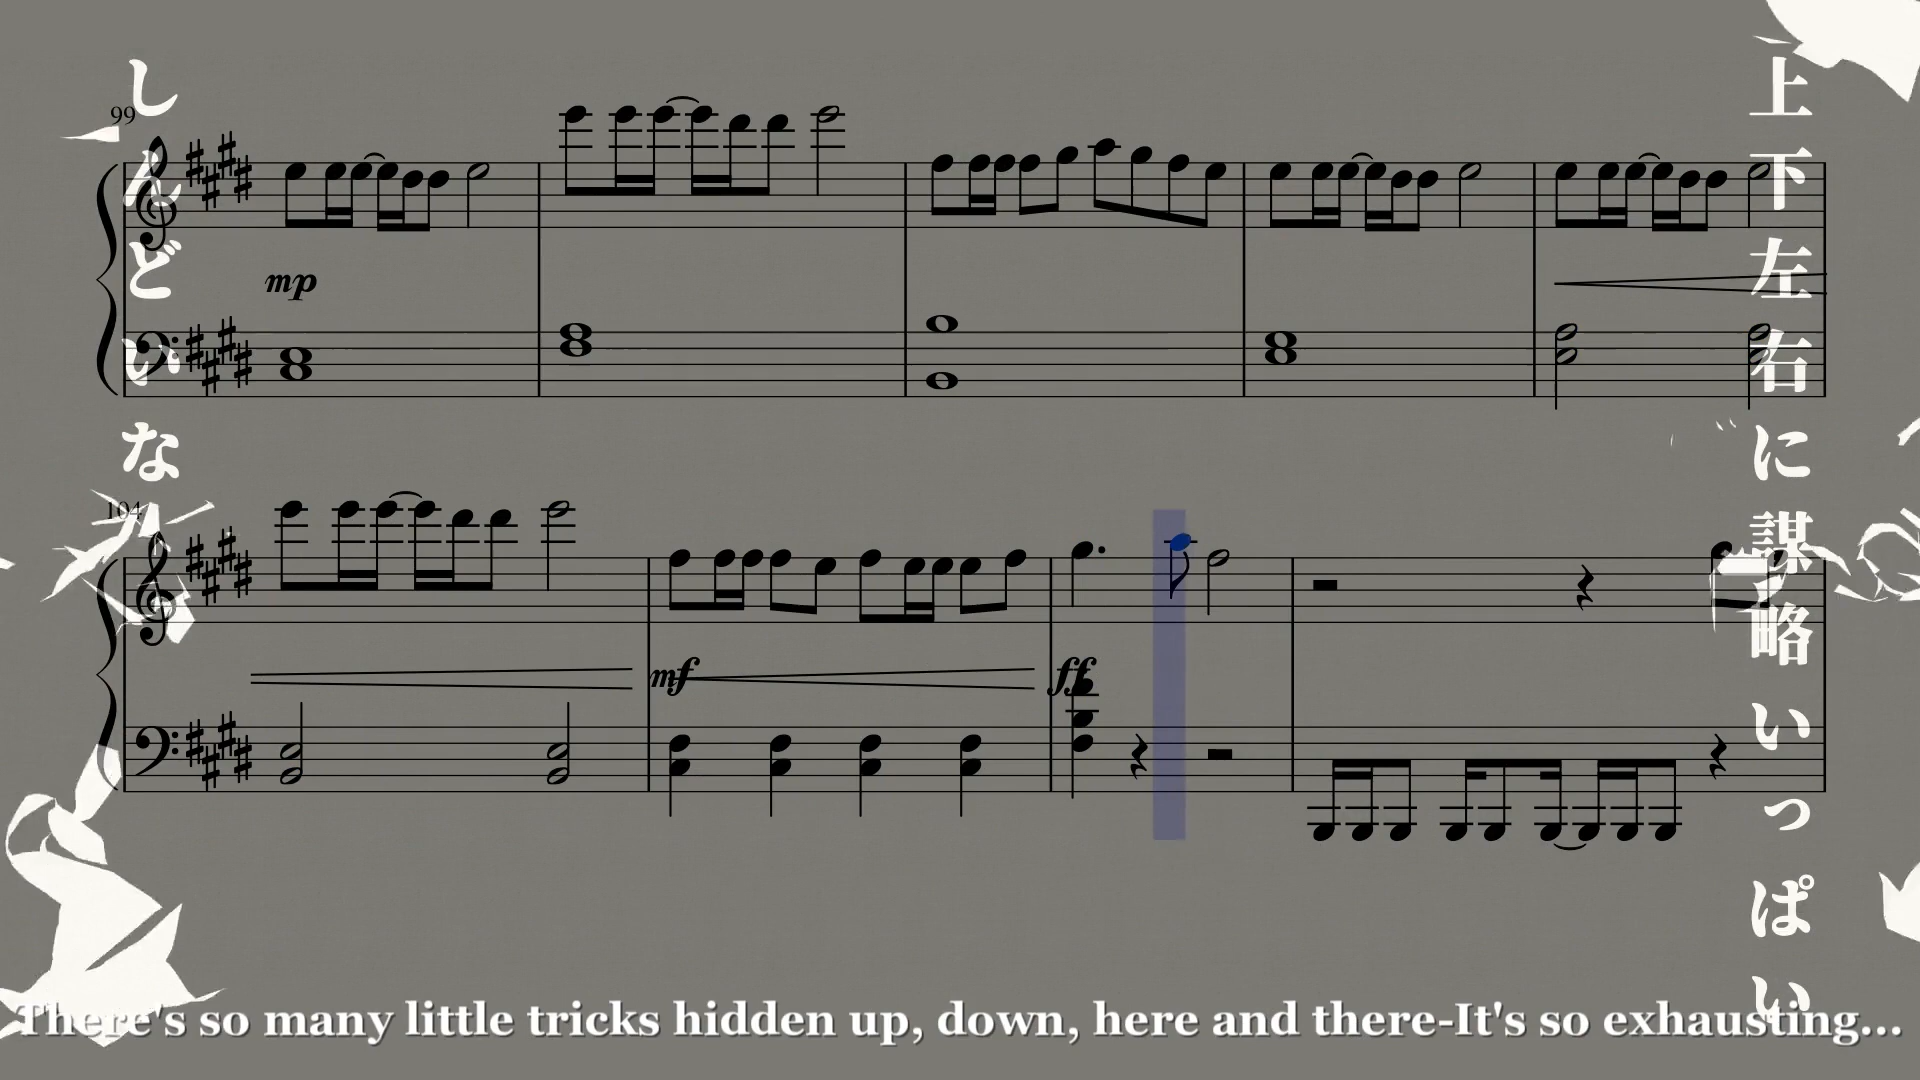 上下左右に謀略いっぱい
しんどいな
99
mp
104
mf
ff
There's so many little tricks hidden up, down, here and there-It's so exhausting...